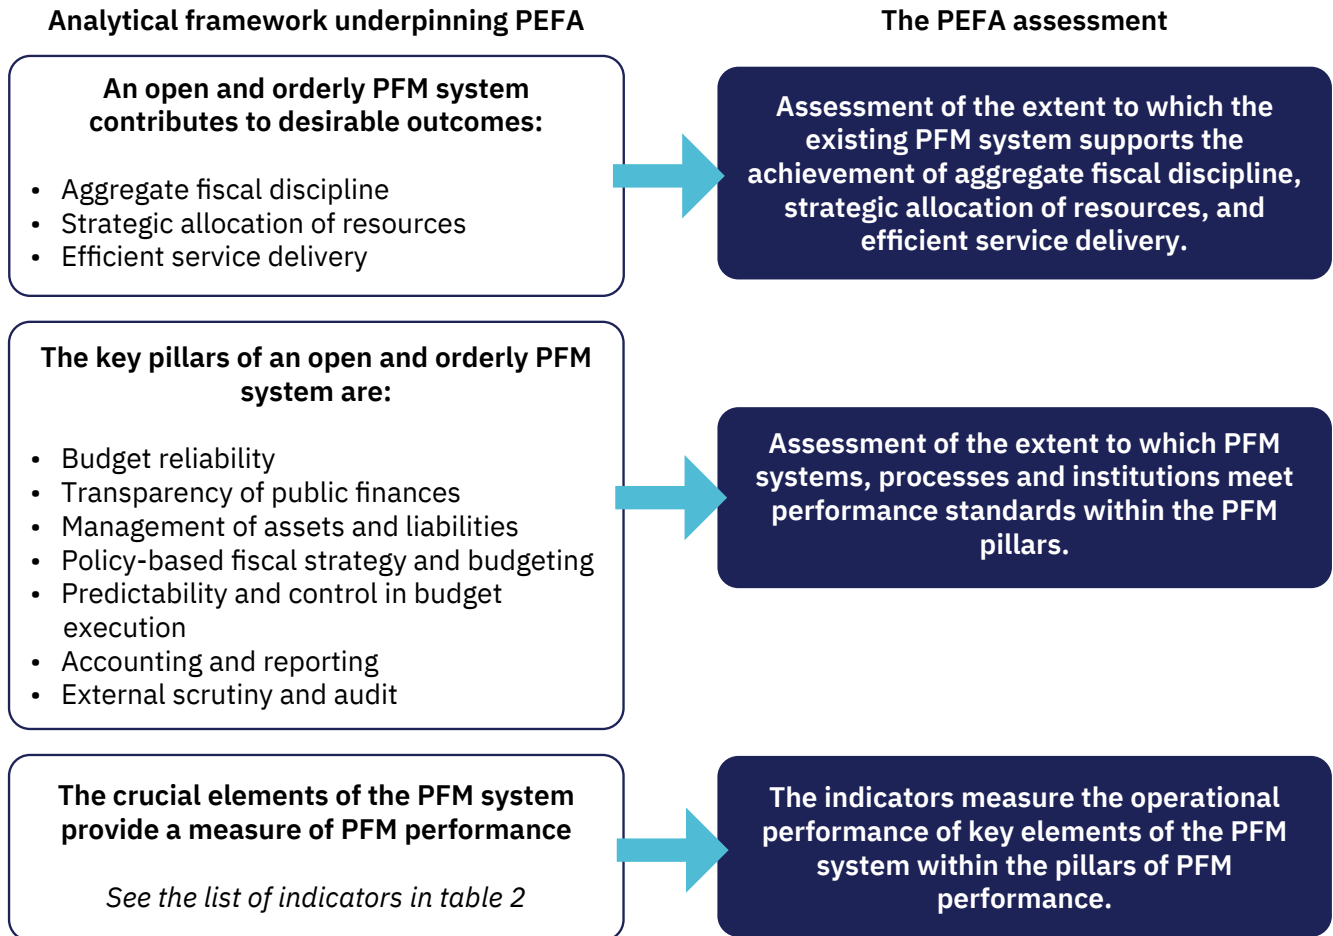 Analytical framework underpinning PEFA
The PEFA assessment
An open and orderly PFM system
contributes to desirable outcomes:
• Aggregate fiscal discipline
• Strategic allocation of resources
• Efficient service delivery
Assessment of the extent to which the
existing PFM system supports the
achievement of aggregate fiscal discipline,
strategic allocation of resources, and
efficient service delivery.
The key pillars of an open and orderly PFM
system are:
• Budget reliability
• Transparency of public finances
• Management of assets and liabilities
• Policy-based fiscal strategy and budgeting
• Predictability and control in budget
execution
• Accounting and reporting
• External scrutiny and audit
Assessment of the extent to which PFM
systems, processes and institutions meet
performance standards within the PFM
pillars.
The crucial elements of the PFM system
provide a measure of PFM performance
See the list of indicators in table 2
The indicators measure the operational
performance of key elements of the PFM
system within the pillars of PFM
performance.